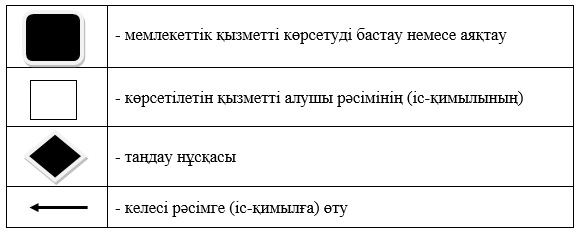 - мемлекеттік қызметті көрсетуді бастау немесе аяқтау
- көрсетілетін қызметті алушы рәсімінің (іс-қимылының)
- таңдау нұсқасы
- келесі рәсімге (іс-қимылға) өту